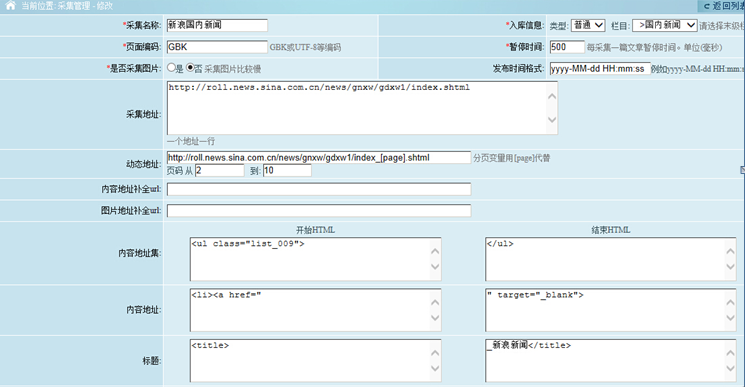 当前位置: 采集管理 - 修改 返回列表
*采集名称: 新浪国内新闻 *入库信息: 类型: 普通 栏目: >国内新闻 请选择末级栏
*页面编码: GBK GBK或UTF-8等编码 *暂停时间: 500 每采集一篇文章暂停时间。单位(毫秒)
*是否采集图片: 是 否 采集图片比较慢 发布时间格式: yyyy-MM-dd HH:mm:ss 例如yyyy-MM-dd HH:mm:s
采集地址: http://roll.news.sina.com.cn/news/gnxw/gdxw1/index.shtml
一个地址一行
动态地址: http://roll.news.sina.com.cn/news/gnxw/gdxw1/index_[page].shtml 分页变量用[page]代替
页码 从 2 到: 10
内容地址补全url:
图片地址补全url:
开始HTML 结束HTML
内容地址集: <ul class="list_009"> </ul>
内容地址: <li><a href=" " target="_blank">
标题: <title> _新浪新闻</title>